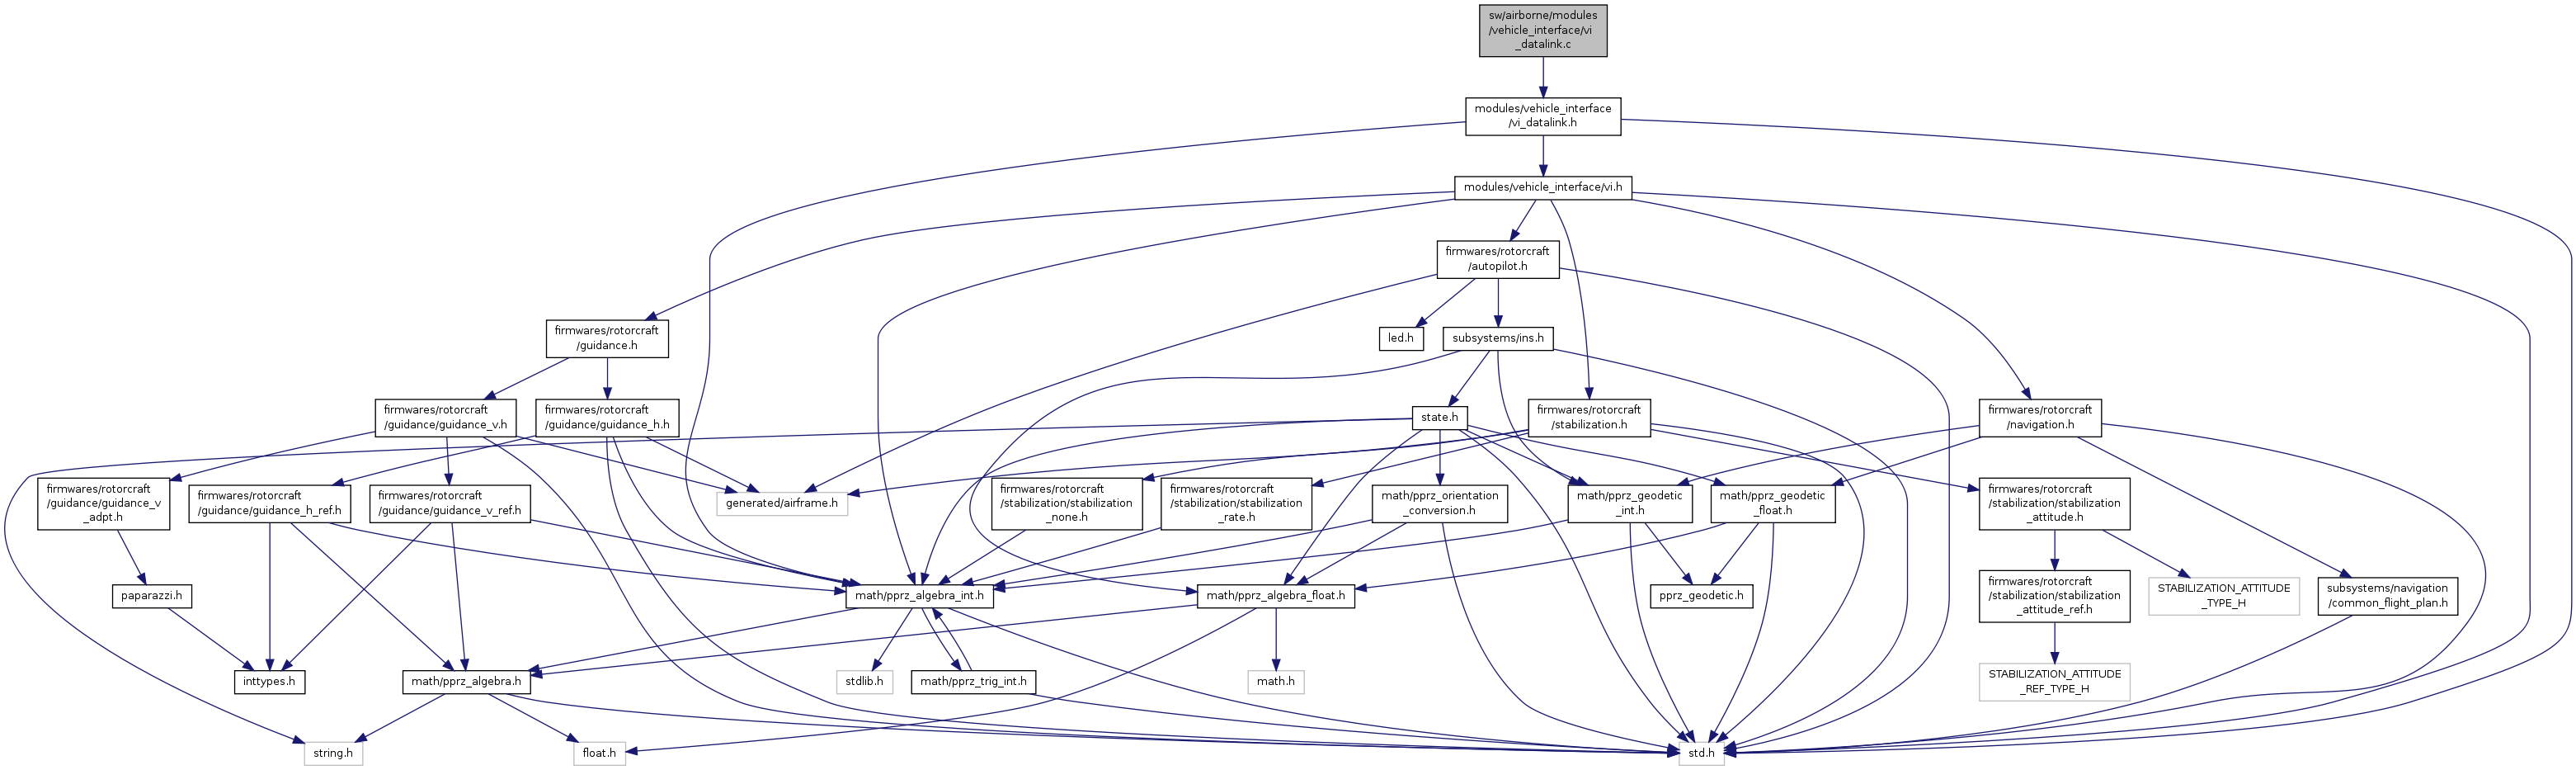 sw/airborne/modules
/vehicle_interface/vi
_datalink.c
modules/vehicle_interface
/vi_datalink.h
modules/vehicle_interface/vi.h
firmwares/rotorcraft
/autopilot.h
firmwares/rotorcraft
/guidance.h
led.h
subsystems/ins.h
firmwares/rotorcraft
/guidance/guidance_v.h
firmwares/rotorcraft
/guidance/guidance_h.h
state.h
firmwares/rotorcraft
/stabilization.h
firmwares/rotorcraft
/navigation.h
firmwares/rotorcraft
/guidance/guidance_v
_adpt.h
firmwares/rotorcraft
/guidance/guidance_h_ref.h
firmwares/rotorcraft
/guidance/guidance_v_ref.h
generated/airframe.h
firmwares/rotorcraft
/stabilization/stabilization
_none.h
firmwares/rotorcraft
/stabilization/stabilization
_rate.h
math/pprz_orientation
_conversion.h
math/pprz_geodetic
_int.h
math/pprz_geodetic
_float.h
firmwares/rotorcraft
/stabilization/stabilization
_attitude.h
paparazzi.h
math/pprz_algebra_int.h
math/pprz_algebra_float.h
pprz_geodetic.h
firmwares/rotorcraft
/stabilization/stabilization
_attitude_ref.h
STABILIZATION_ATTITUDE
_TYPE_H
subsystems/navigation
/common_flight_plan.h
inttypes.h
math/pprz_algebra.h
stdlib.h
math/pprz_trig_int.h
math.h
STABILIZATION_ATTITUDE
_REF_TYPE_H
string.h
float.h
std.h